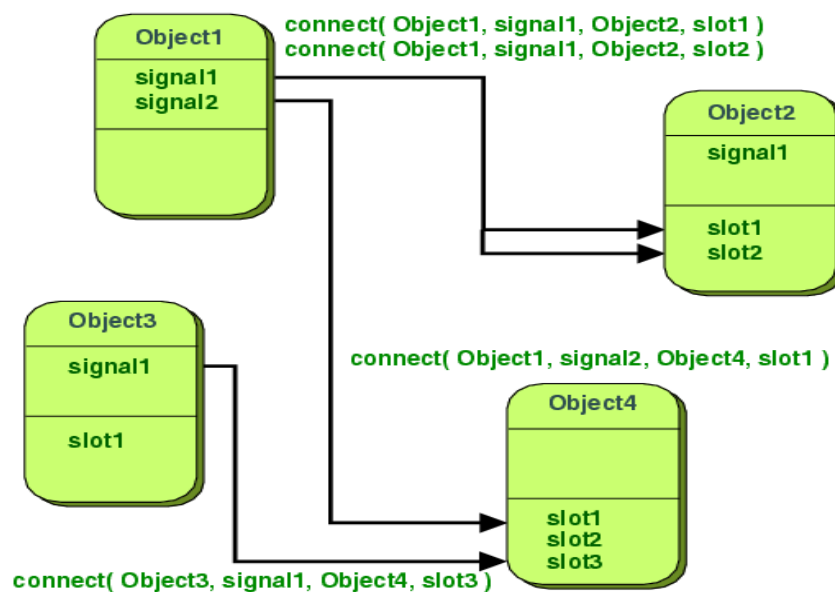 Object1
signal1
signal2
connect( Object1, signal1, Object2, slot1 )
connect( Object1, signal1, Object2, slot2 )
Object2
signal1
slot1
slot2
Object3
signal1
slot1
connect( Object1, signal2, Object4, slot1 )
Object4
slot1
slot2
slot3
connect( Object3, signal1, Object4, slot3 )